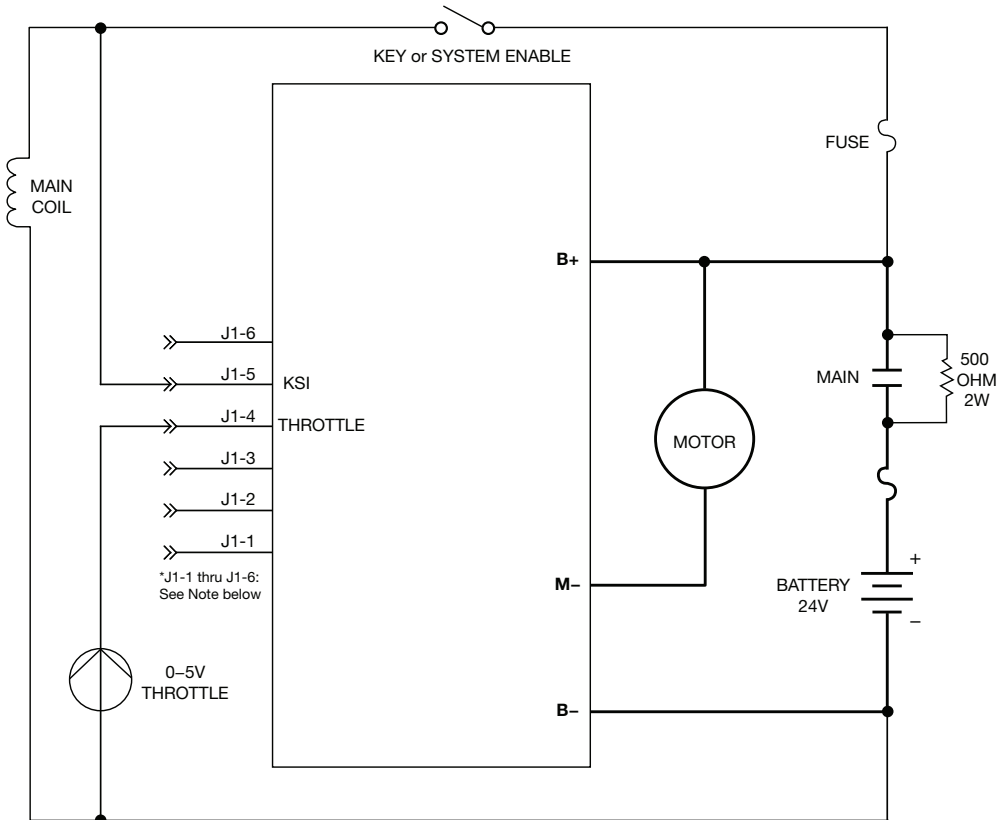 KEY or SYSTEM ENABLE
FUSE
MAIN
COIL
B+
J1-6
J1-5
KSI
J1-4
THROTTLE
J1-3
J1-2
J1-1
*J1-1 thru J1-6:
See Note below
MAIN
500
OHM
2W
MOTOR
M–
BATTERY
24V
+
–
0–5V
THROTTLE
B–